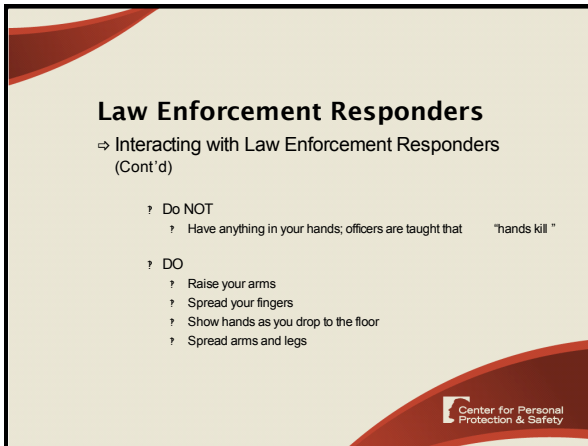 Law Enforcement Responders
⇨ Interacting with Law Enforcement Responders
(Cont'd)
? Do NOT
? Have anything in your hands; officers are taught that "hands kill"
? DO
? Raise your arms
? Spread your fingers
? Show hands as you drop to the floor
? Spread arms and legs
Center for Personal
Protection & Safety